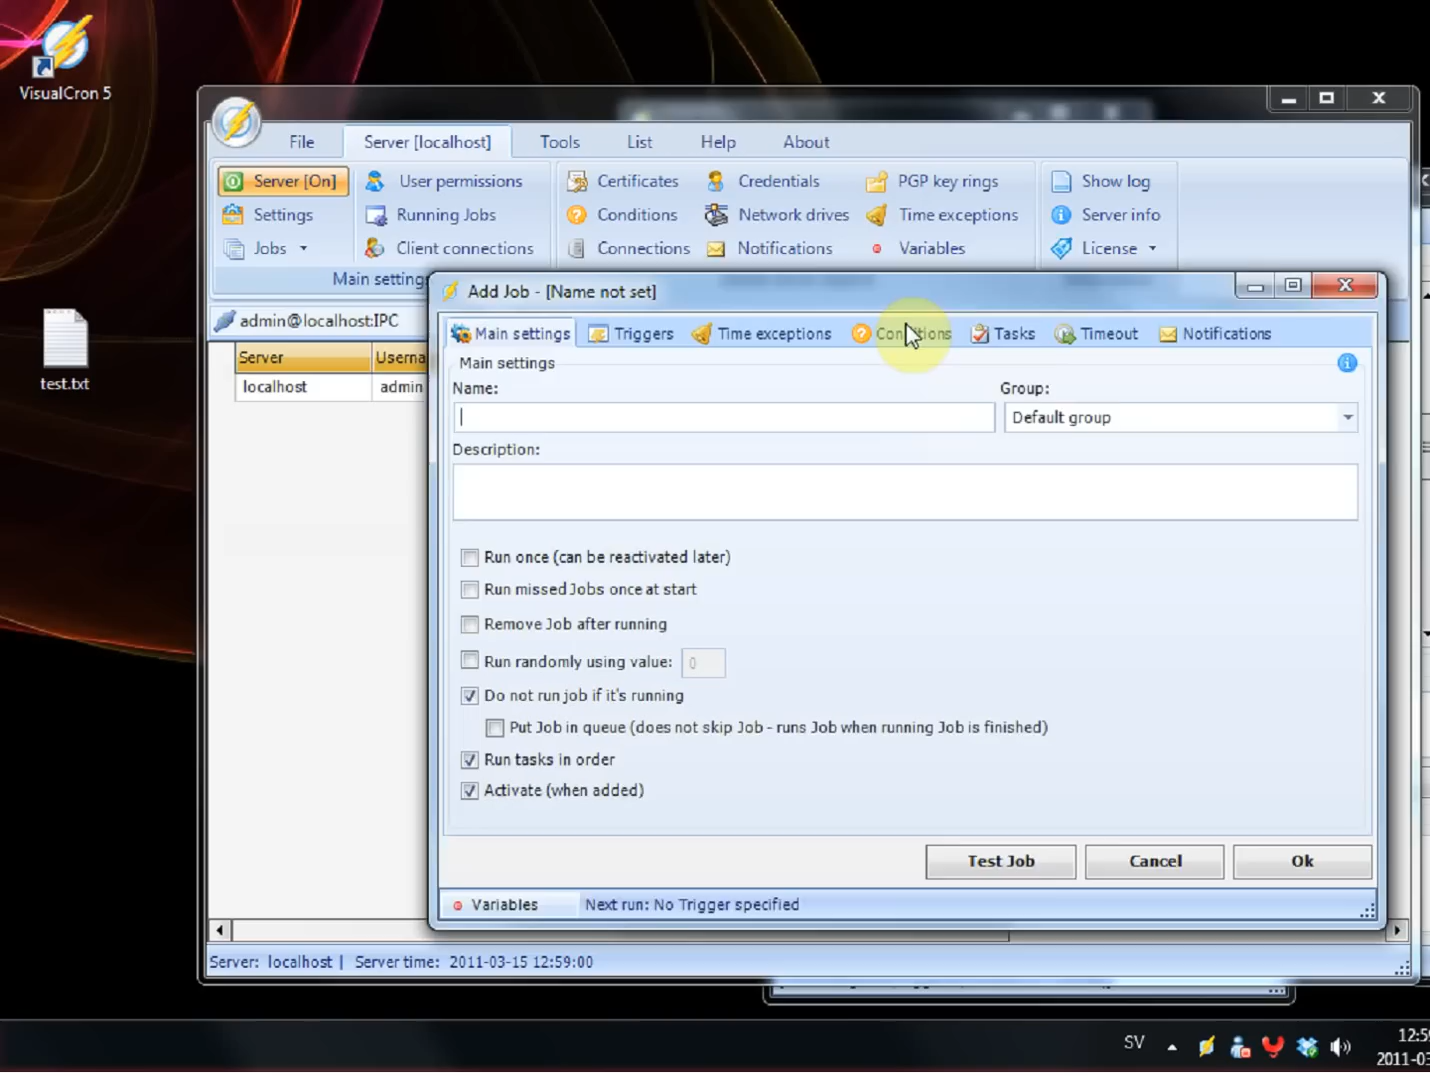 VisualCron 5
File Server [localhost] Tools List Help About
Server [On] User permissions Certificates Credentials PGP key rings Show log
Settings Running Jobs Conditions Network drives Time exceptions Server info
Jobs Client connections Connections Notifications Variables License
Main settings
Add Job - [Name not set]
admin@localhost:IPC
Main settings Triggers Time exceptions Conditions Tasks Timeout Notifications
Server Userna
localhost admin
test.txt
Main settings
Name: Group:
Default group
Description:
Run once (can be reactivated later)
Run missed Jobs once at start
Remove Job after running
Run randomly using value: 0
Do not run job if it's running
Put Job in queue (does not skip Job - runs Job when running Job is finished)
Run tasks in order
Activate (when added)
Test Job Cancel Ok
Variables Next run: No Trigger specified
Server: localhost | Server time: 2011-03-15 12:59:00
SV 12:59
2011-03